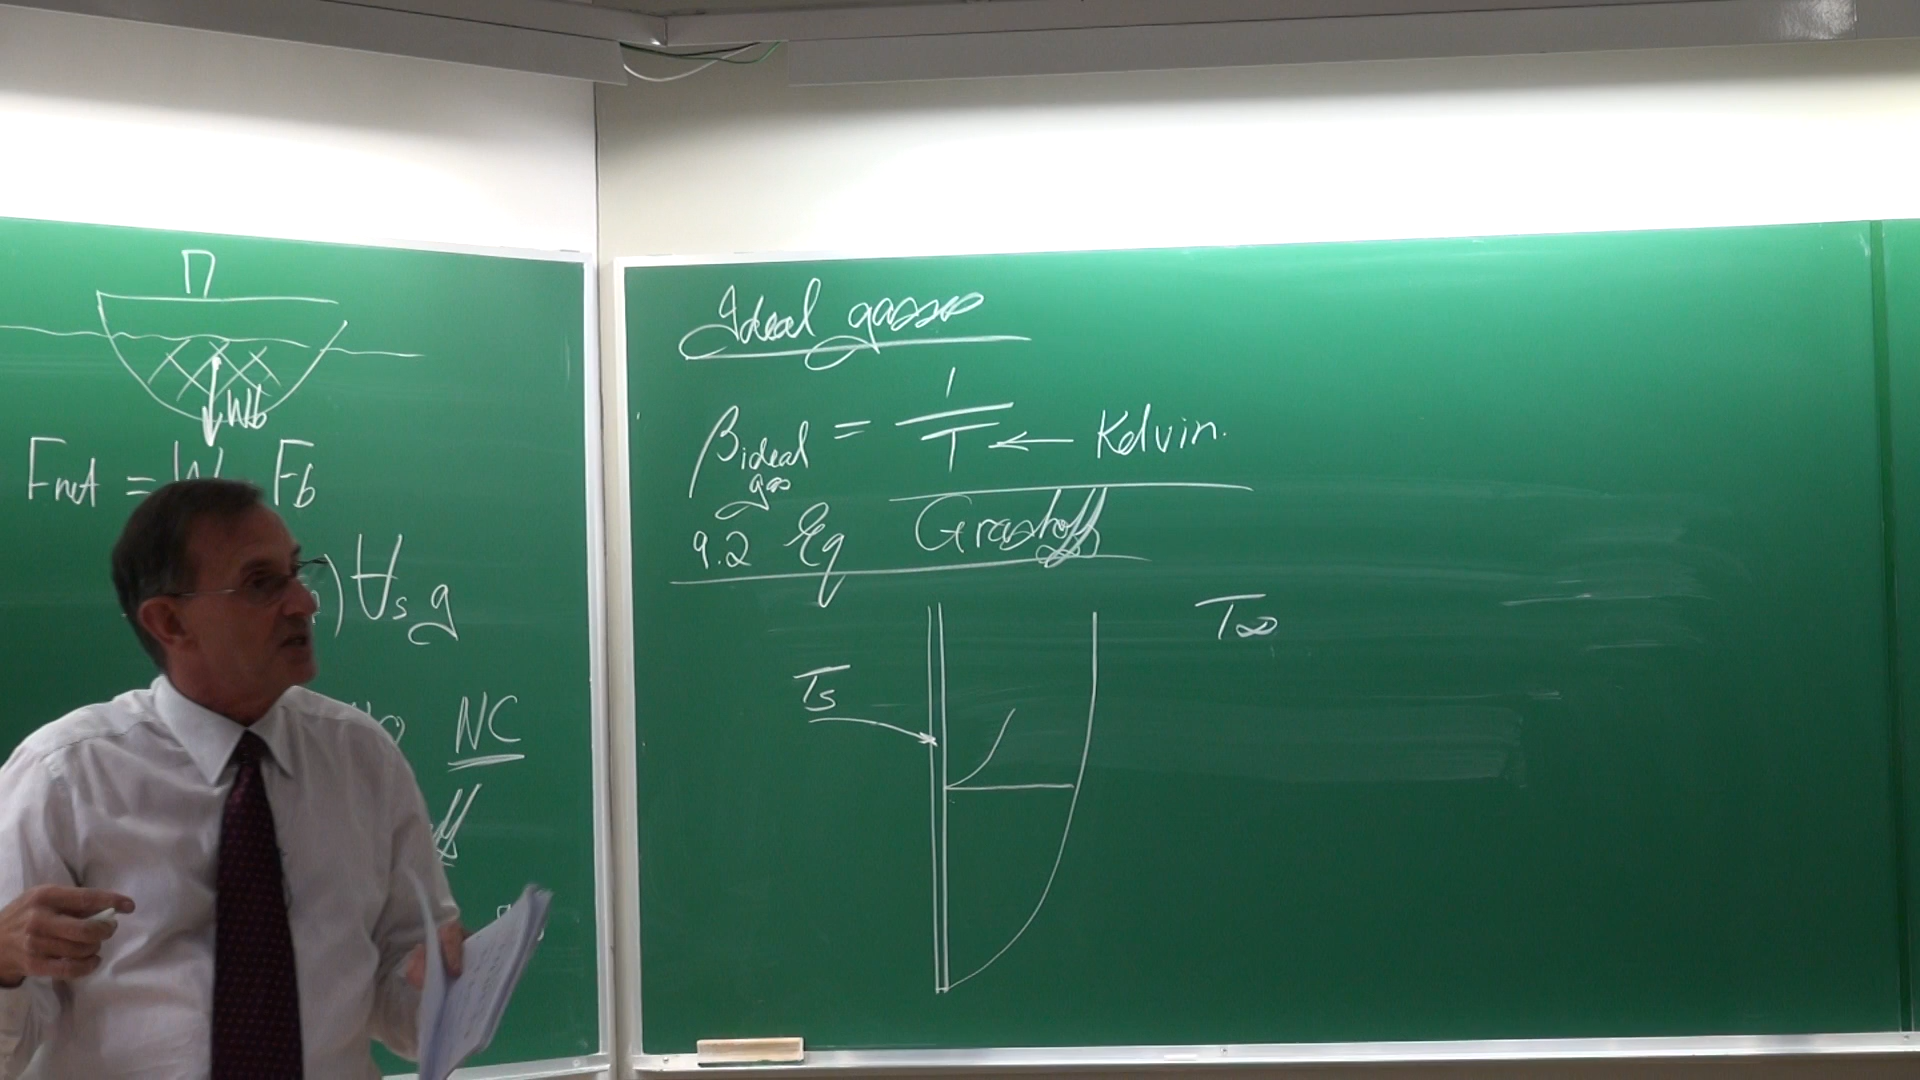 Wb
Fnet = W Fb
) ∀s g
NC
Ideal gases
β ideal gas = 1/T ← Kelvin.
9.2 Eq Grashoff
T∞
Ts